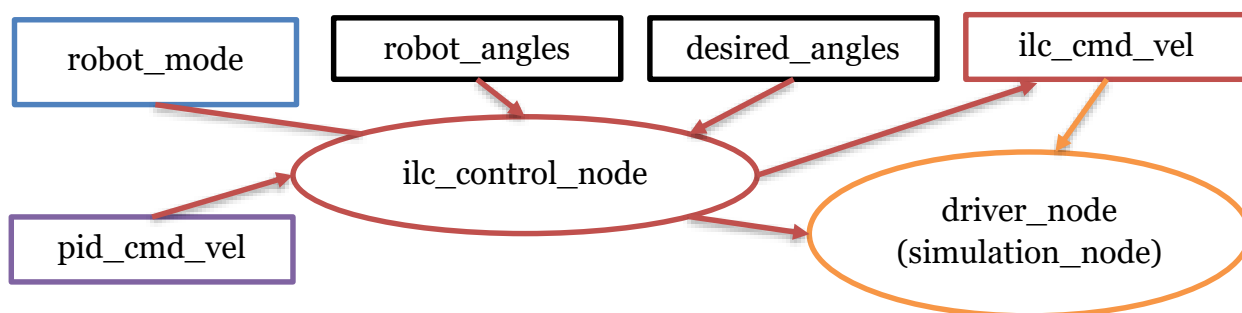 robot_mode
robot_angles
desired_angles
ilc_cmd_vel
ilc_control_node
pid_cmd_vel
driver_node
(simulation_node)